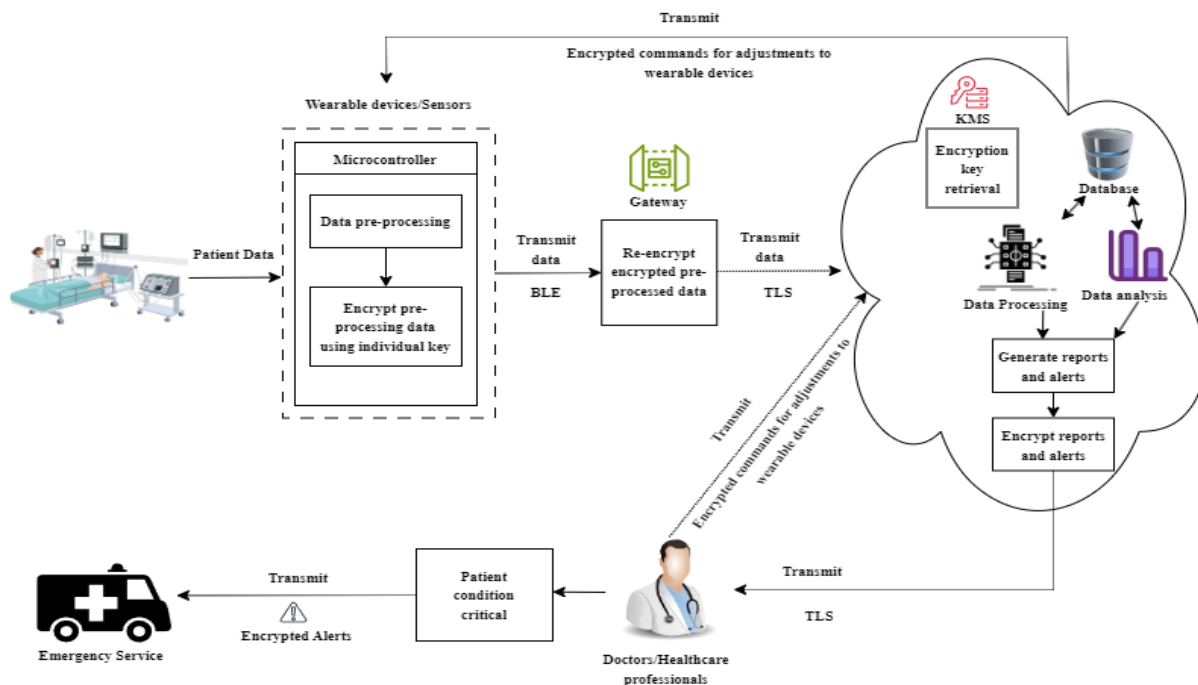 Transmit
Encrypted commands for adjustments to
wearable devices
Wearable devices/Sensors
Microcontroller
Data pre-processing
Encrypt pre-
processing data
using individual key
Patient Data
Transmit
data
BLE
Gateway
Re-encrypt
encrypted pre-
processed data
Transmit
data
TLS
KMS
Encryption
key
retrieval
Database
Data Processing
Data analysis
Generate reports
and alerts
Encrypt reports
and alerts
Transmit
Encrypted commands for adjustments to
wearable devices
Transmit
TLS
Doctors/Healthcare
professionals
Patient
condition
critical
Transmit
Encrypted Alerts
Emergency Service